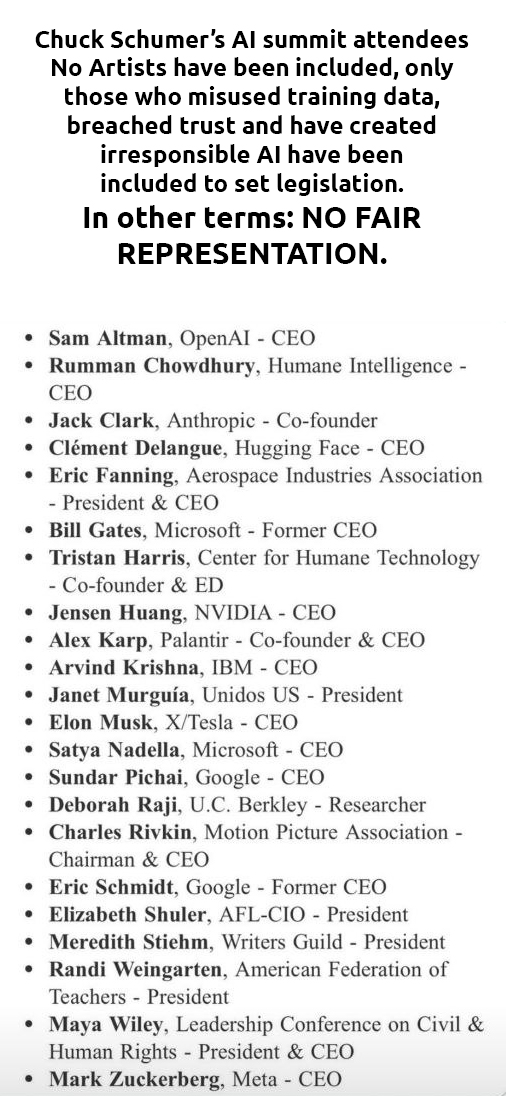 Chuck Schumer’s AI summit attendees
No Artists have been included, only
those who misused training data,
breached trust and have created
irresponsible AI have been
included to set legislation.
In other terms: NO FAIR
REPRESENTATION.
• Sam Altman, OpenAI - CEO
• Rumman Chowdhury, Humane Intelligence -
CEO
• Jack Clark, Anthropic - Co-founder
• Clément Delangue, Hugging Face - CEO
• Eric Fanning, Aerospace Industries Association
- President & CEO
• Bill Gates, Microsoft - Former CEO
• Tristan Harris, Center for Humane Technology
- Co-founder & ED
• Jensen Huang, NVIDIA - CEO
• Alex Karp, Palantir - Co-founder & CEO
• Arvind Krishna, IBM - CEO
• Janet Murguía, Unidos US - President
• Elon Musk, X/Tesla - CEO
• Satya Nadella, Microsoft - CEO
• Sundar Pichai, Google - CEO
• Deborah Raji, U.C. Berkley - Researcher
• Charles Rivkin, Motion Picture Association -
Chairman & CEO
• Eric Schmidt, Google - Former CEO
• Elizabeth Shuler, AFL-CIO - President
• Meredith Stiehm, Writers Guild - President
• Randi Weingarten, American Federation of
Teachers - President
• Maya Wiley, Leadership Conference on Civil &
Human Rights - President & CEO
• Mark Zuckerberg, Meta - CEO